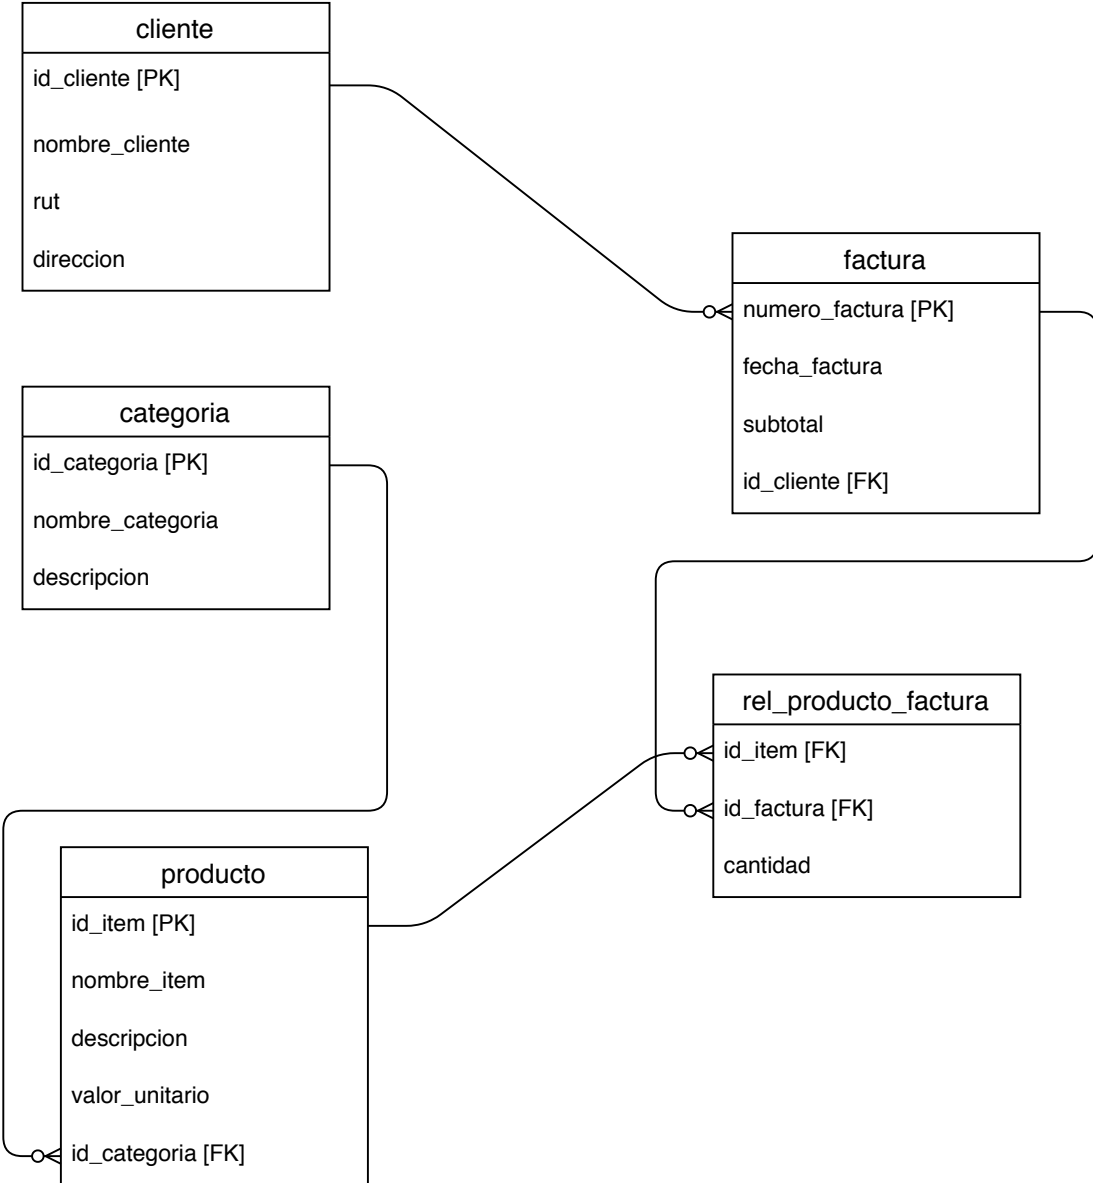 cliente
id_cliente [PK]
nombre_cliente
rut
direccion
factura
numero_factura [PK]
fecha_factura
subtotal
id_cliente [FK]
categoria
id_categoria [PK]
nombre_categoria
descripcion
rel_producto_factura
id_item [FK]
id_factura [FK]
cantidad
producto
id_item [PK]
nombre_item
descripcion
valor_unitario
id_categoria [FK]